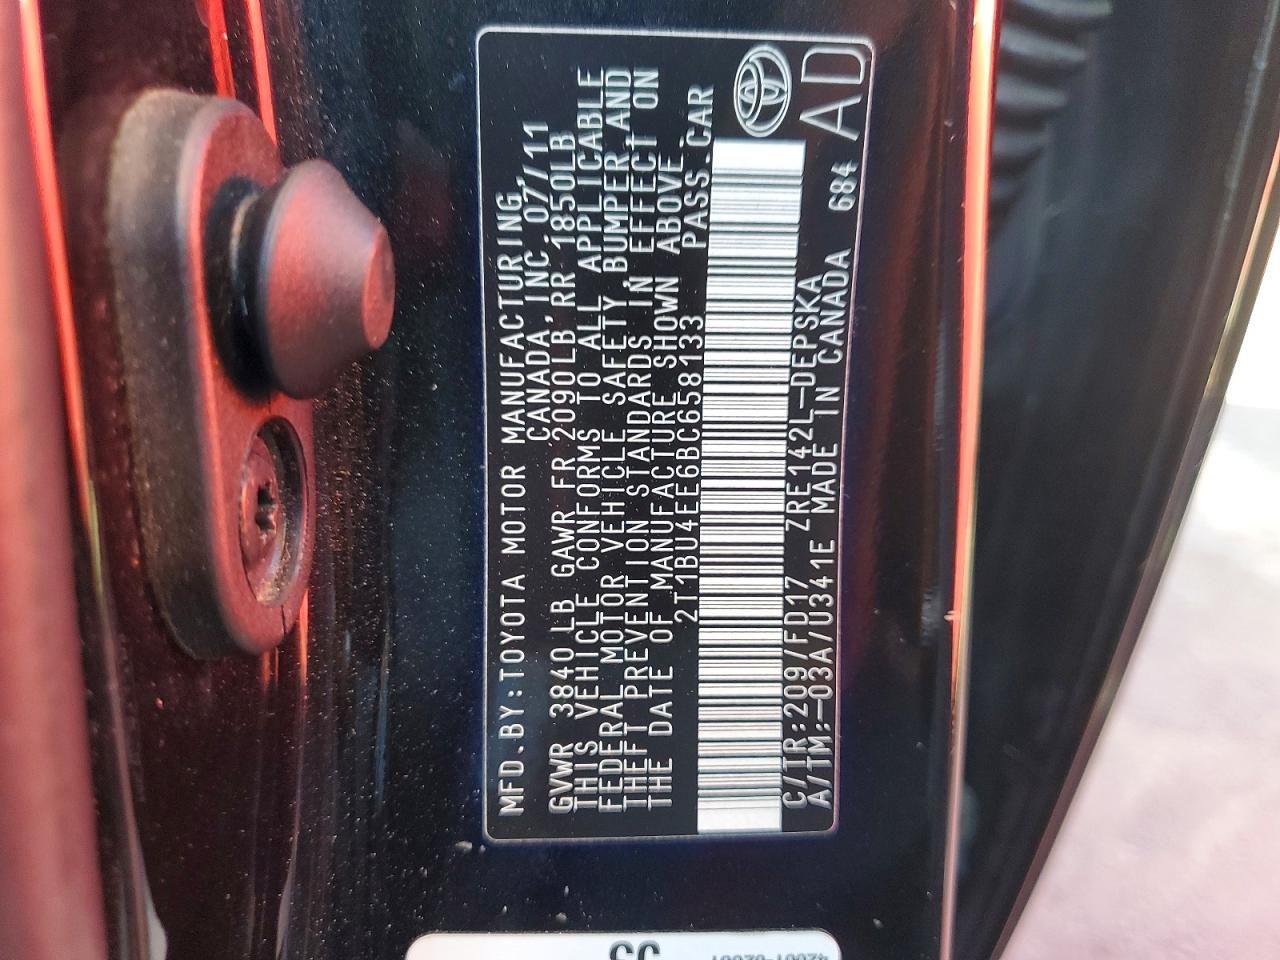 MFD.BY:TOYOTA MOTOR MANUFACTURING,
CANADA,INC. 07/11
GVWR 3840 LB GAWR FR 2090LB,RR 1850LB
THIS VEHICLE CONFORMS TO ALL APPLICABLE
FEDERAL MOTOR VEHICLE SAFETY,BUMPER,AND
THEFT PREVENTION STANDARDS IN EFFECT ON
THE DATE OF MANUFACTURE SHOWN ABOVE.
2T1BU4EE6BC658133 PASS.CAR
C/TR:209/FD17 ZRE142L-DEPSKA
A/TM:-03A/U341E MADE IN CANADA 684
AD